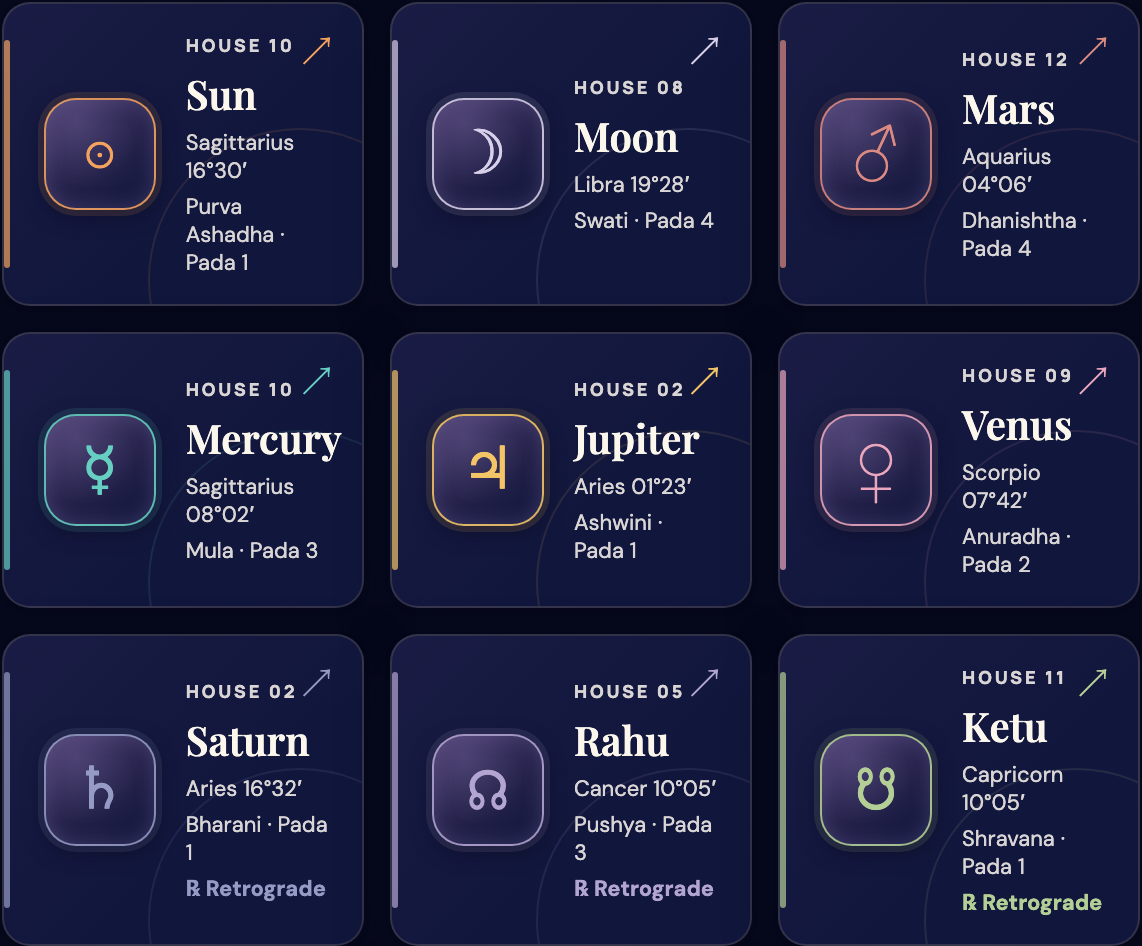 HOUSE 10
Sun
Sagittarius
16°30′
Purva
Ashadha ·
Pada 1
HOUSE 08
Moon
Libra 19°28′
Swati · Pada 4
HOUSE 12
Mars
Aquarius
04°06′
Dhanishtha ·
Pada 4
HOUSE 10
Mercury
Sagittarius
08°02′
Mula · Pada 3
HOUSE 02
Jupiter
Aries 01°23′
Ashwini ·
Pada 1
HOUSE 09
Venus
Scorpio
07°42′
Anuradha ·
Pada 2
HOUSE 02
Saturn
Aries 16°32′
Bharani · Pada
1
℞ Retrograde
HOUSE 05
Rahu
Cancer 10°05′
Pushya · Pada
3
℞ Retrograde
HOUSE 11
Ketu
Capricorn
10°05′
Shravana ·
Pada 1
℞ Retrograde